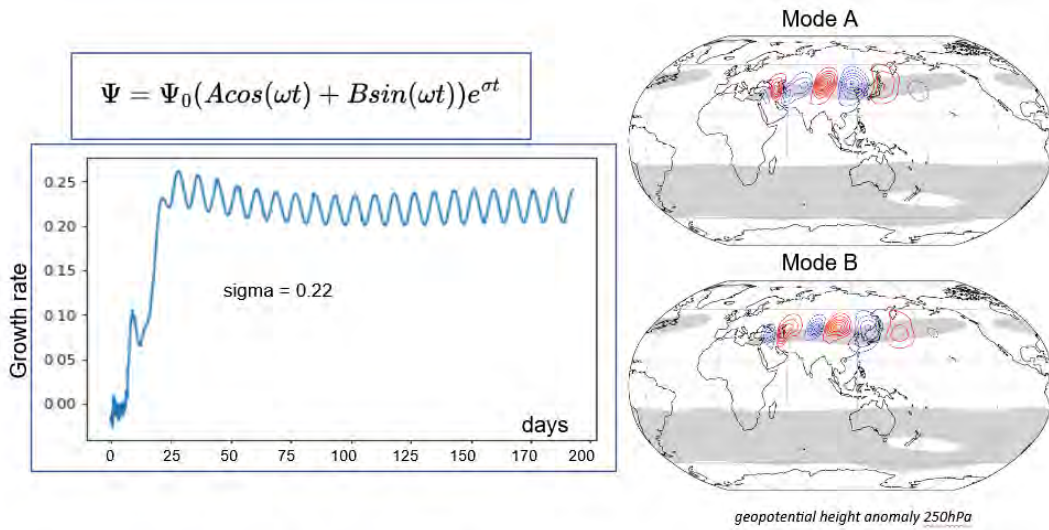 Ψ = Ψ₀(Acos(ωt) + Bsin(ωt))e^{σt}
Growth rate
0.25
0.20
0.15
0.10
0.05
0.00
sigma = 0.22
days
0
25
50
75
100
125
150
170
200
Mode A
Mode B
geopotential height anomaly 250hPa